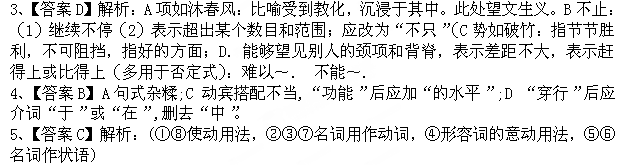 3、【答案D】解析：A项如沐春风：比喻受到教化，沉浸于其中。此处望文生义。B 不止：
（1）继续不停（2）表示超出某个数目和范围；应改为“不只”（C 势如破竹：指节节胜
利，不可阻挡，指好的方面；D. 能够望见别人的颈项和背脊，表示差距不大，表示赶
得上或比得上（多用于否定式）：难以～. 不能～.
4、【答案B】A 句式杂糅；C 动宾搭配不当，“功能”后应加“的水平”；D “穿行”后应
介词“于”或“在”，删去“中”。
5、【答案C】解析：（①⑧使动用法，②③⑦名词用作动词，④形容词的意动用法，⑤⑥
名词作状语）